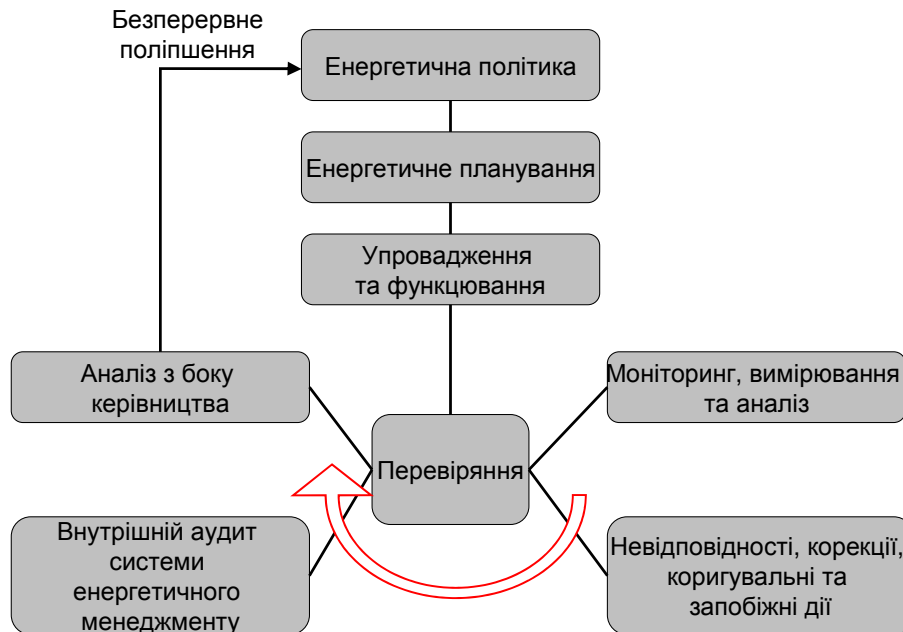 Безперервне
поліпшення
Енергетична політика
Енергетичне планування
Упровадження
та функцювання
Аналіз з боку
керівництва
Моніторинг, вимірювання
та аналіз
Перевіряння
Внутрішній аудит
системи
енергетичного
менеджменту
Невідповідності, корекції,
коригувальні та
запобіжні дії